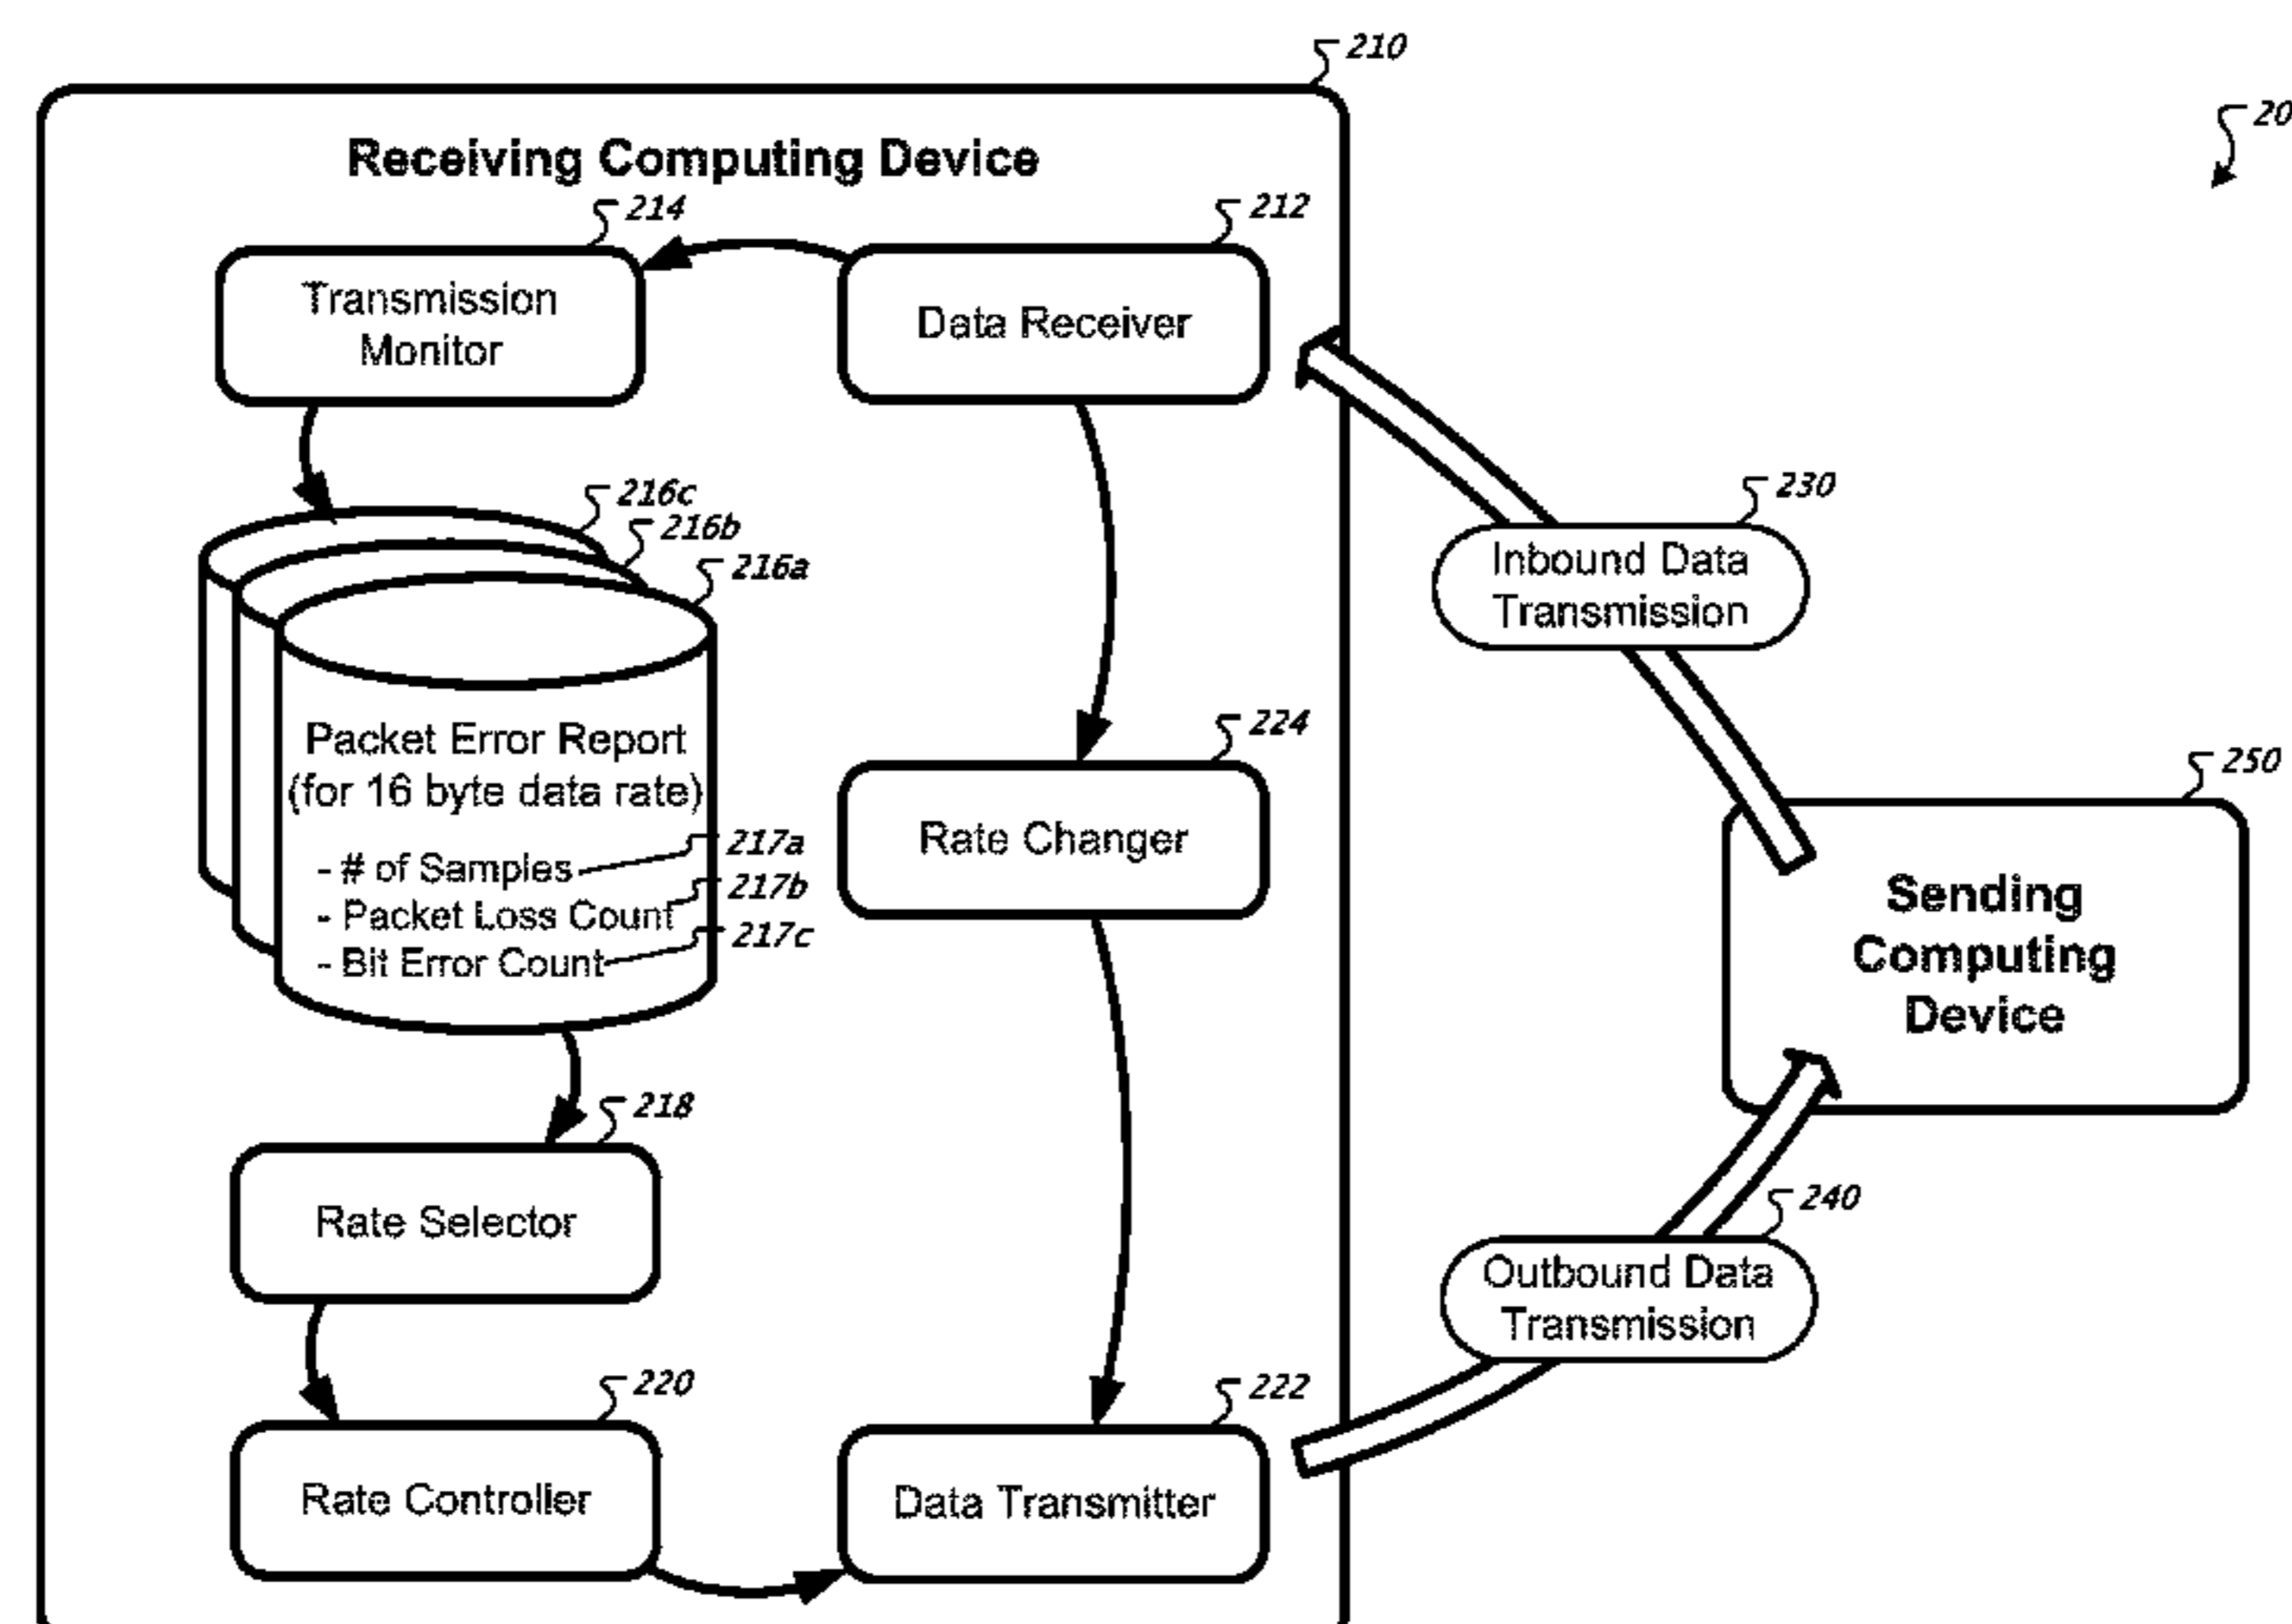 210
20
Receiving Computing Device
214
212
Transmission
Monitor
Data Receiver
216c
216b
216a
230
Inbound Data
Transmission
Packet Error Report
(for 16 byte data rate)
- # of Samples
217a
- Packet Loss Count
217b
- Bit Error Count
217c
224
Rate Changer
250
Sending
Computing
Device
218
Rate Selector
240
Outbound Data
Transmission
220
Rate Controller
222
Data Transmitter